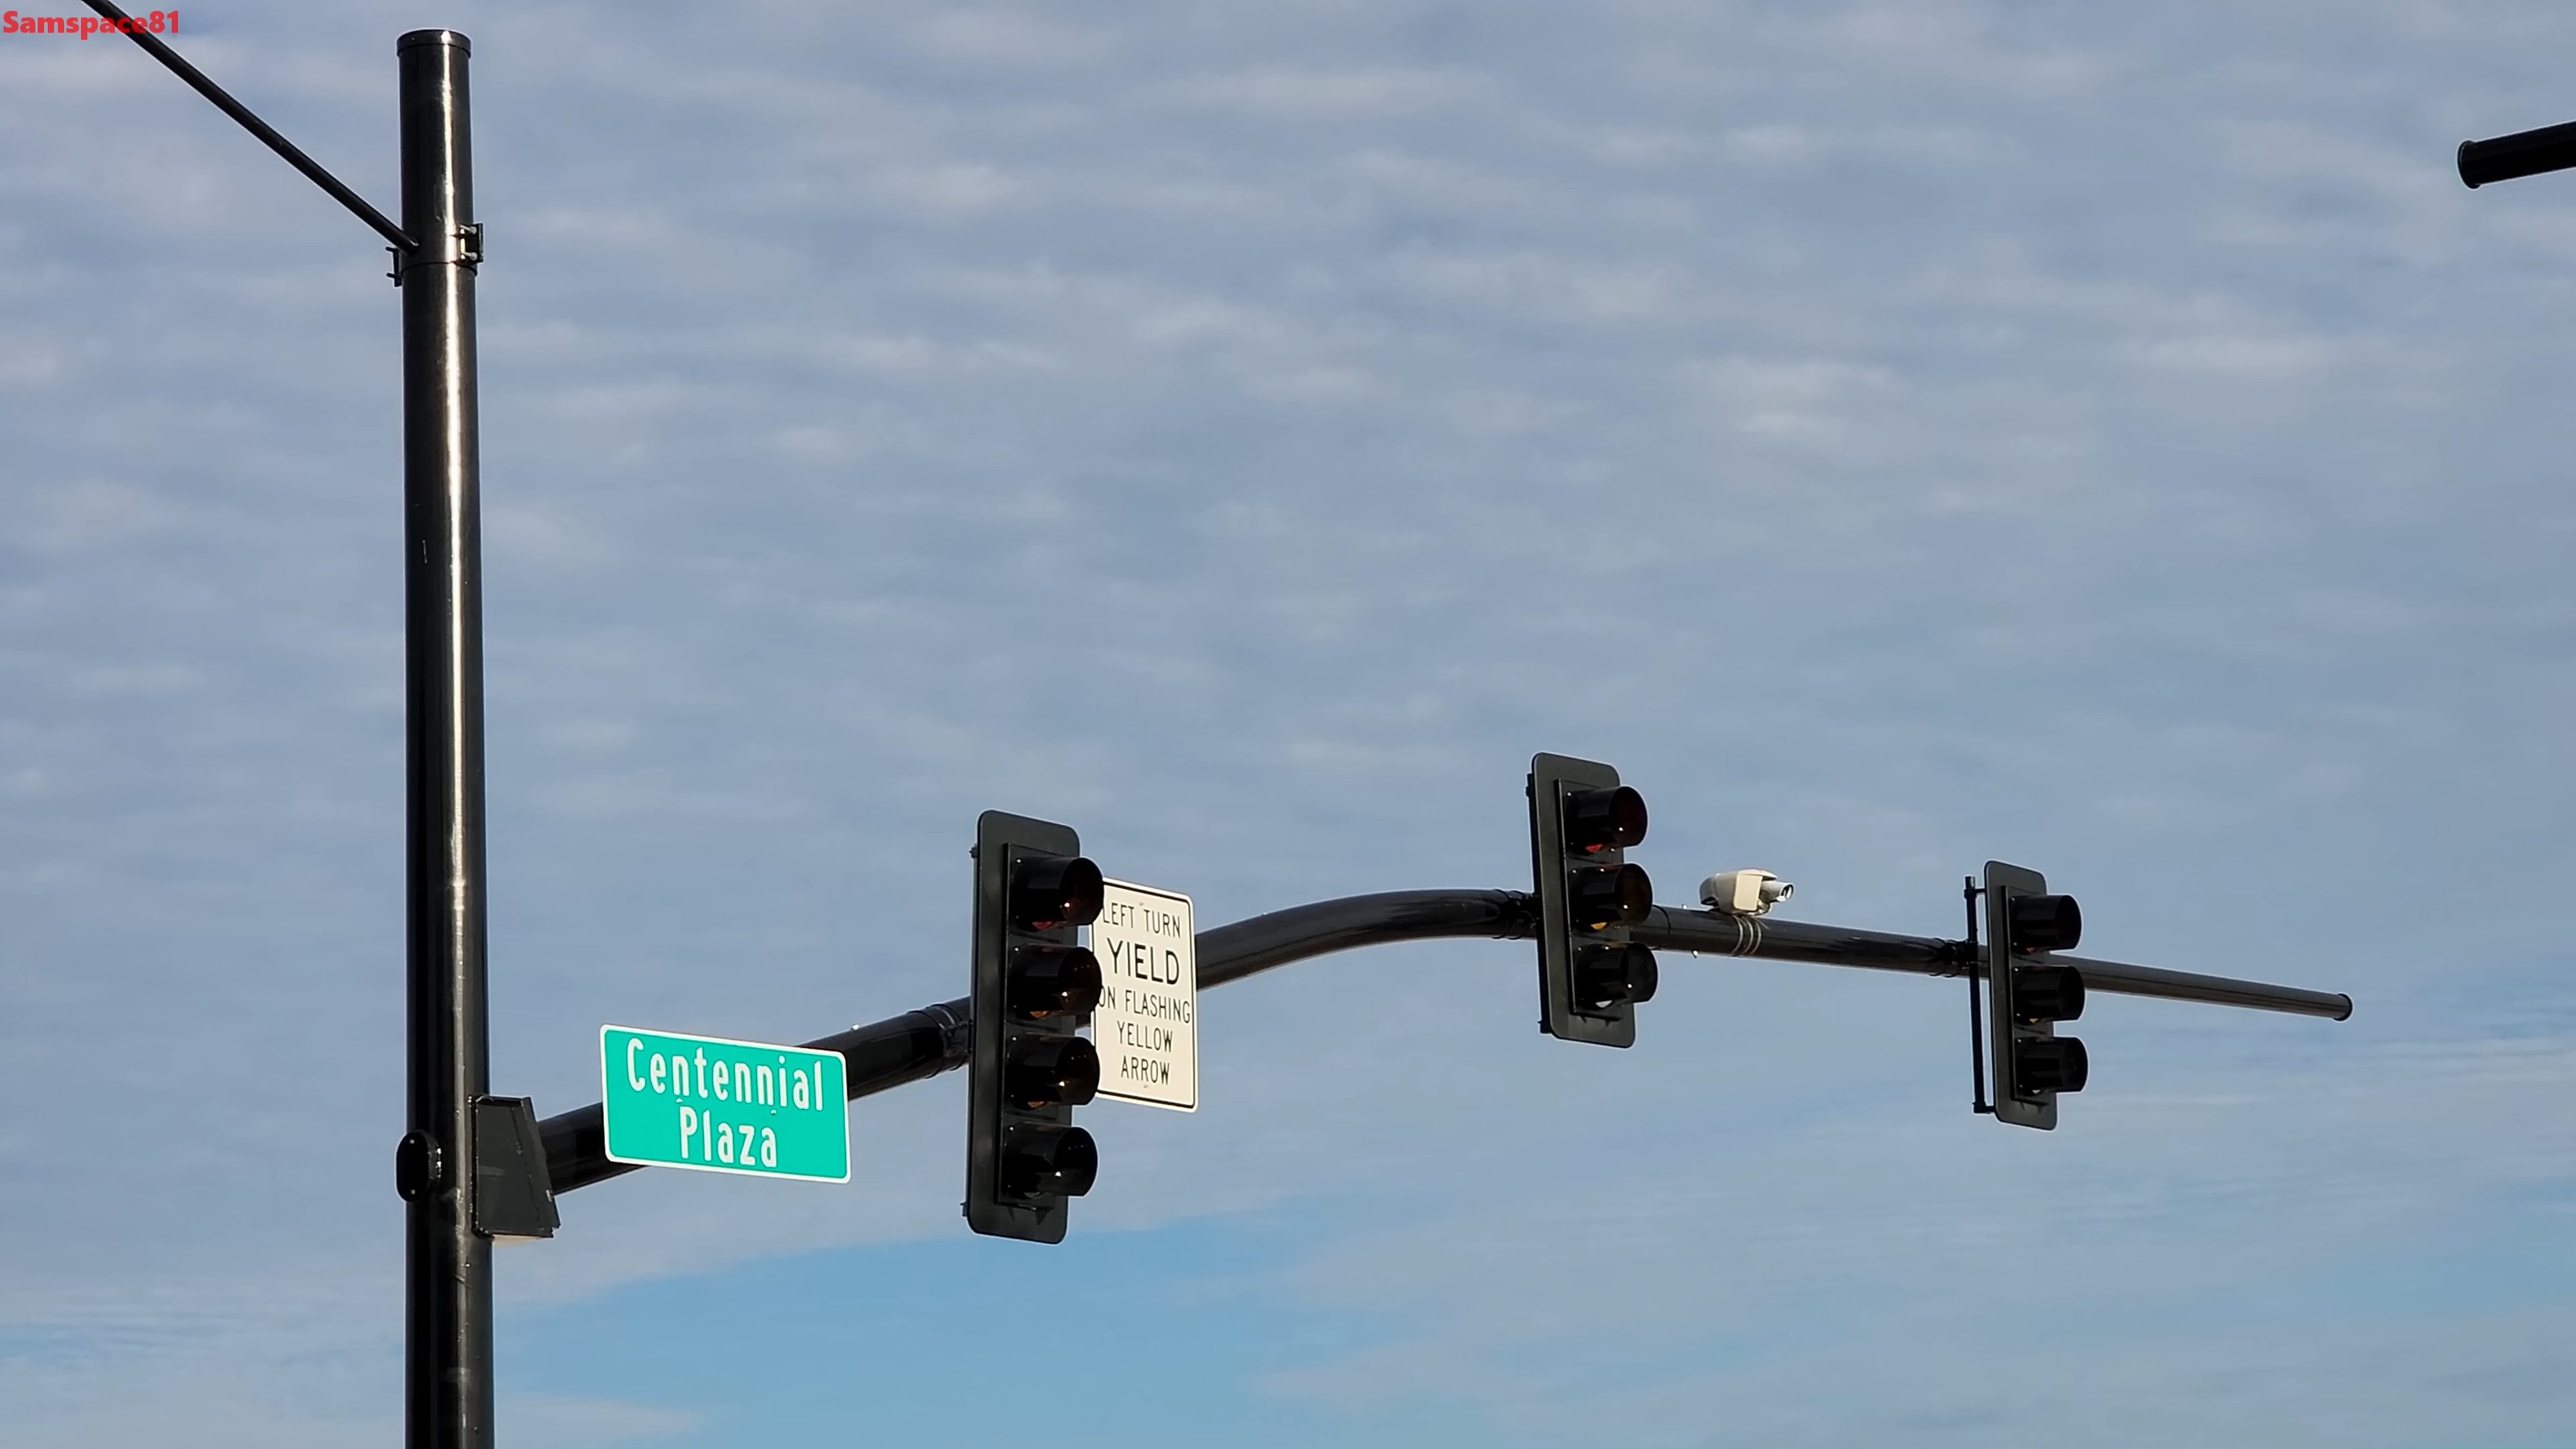 Samspace81
Centennial
Plaza
LEFT TURN
YIELD
ON FLASHING
YELLOW
ARROW